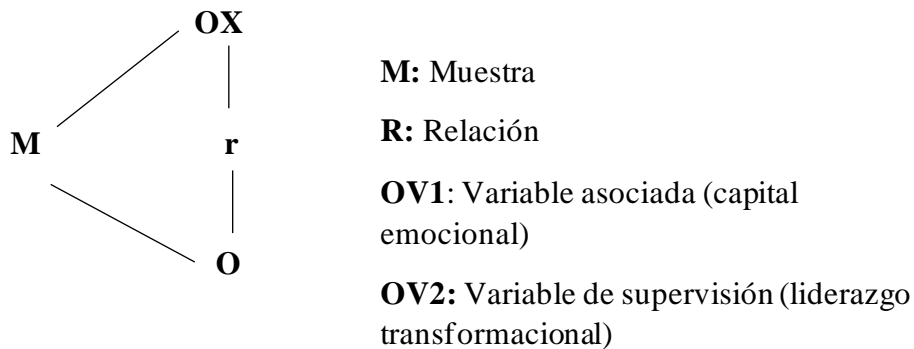 OX
M
r
O
M: Muestra
R: Relación
OV1: Variable asociada (capital
emocional)
OV2: Variable de supervisión (liderazgo
transformacional)